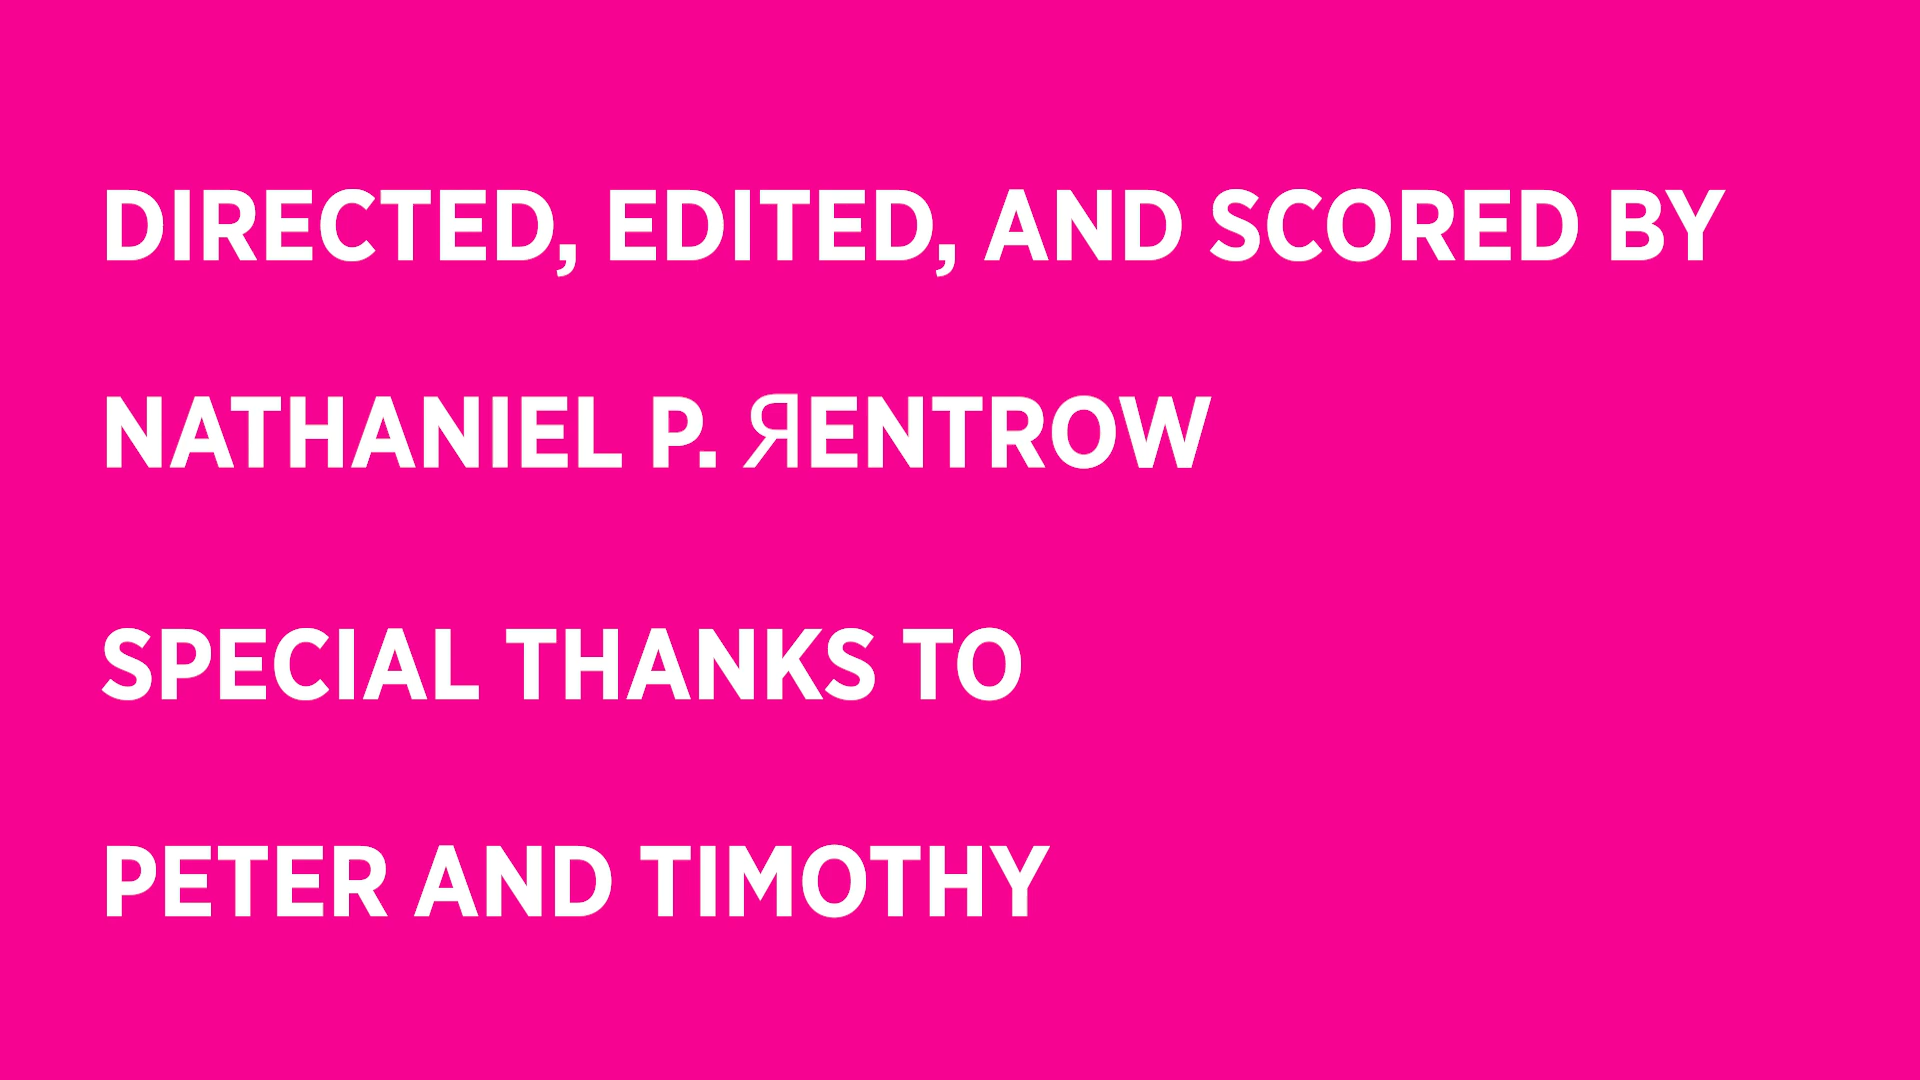 DIRECTED, EDITED, AND SCORED BY
NATHANIEL P. ЯENTROW
SPECIAL THANKS TO
PETER AND TIMOTHY